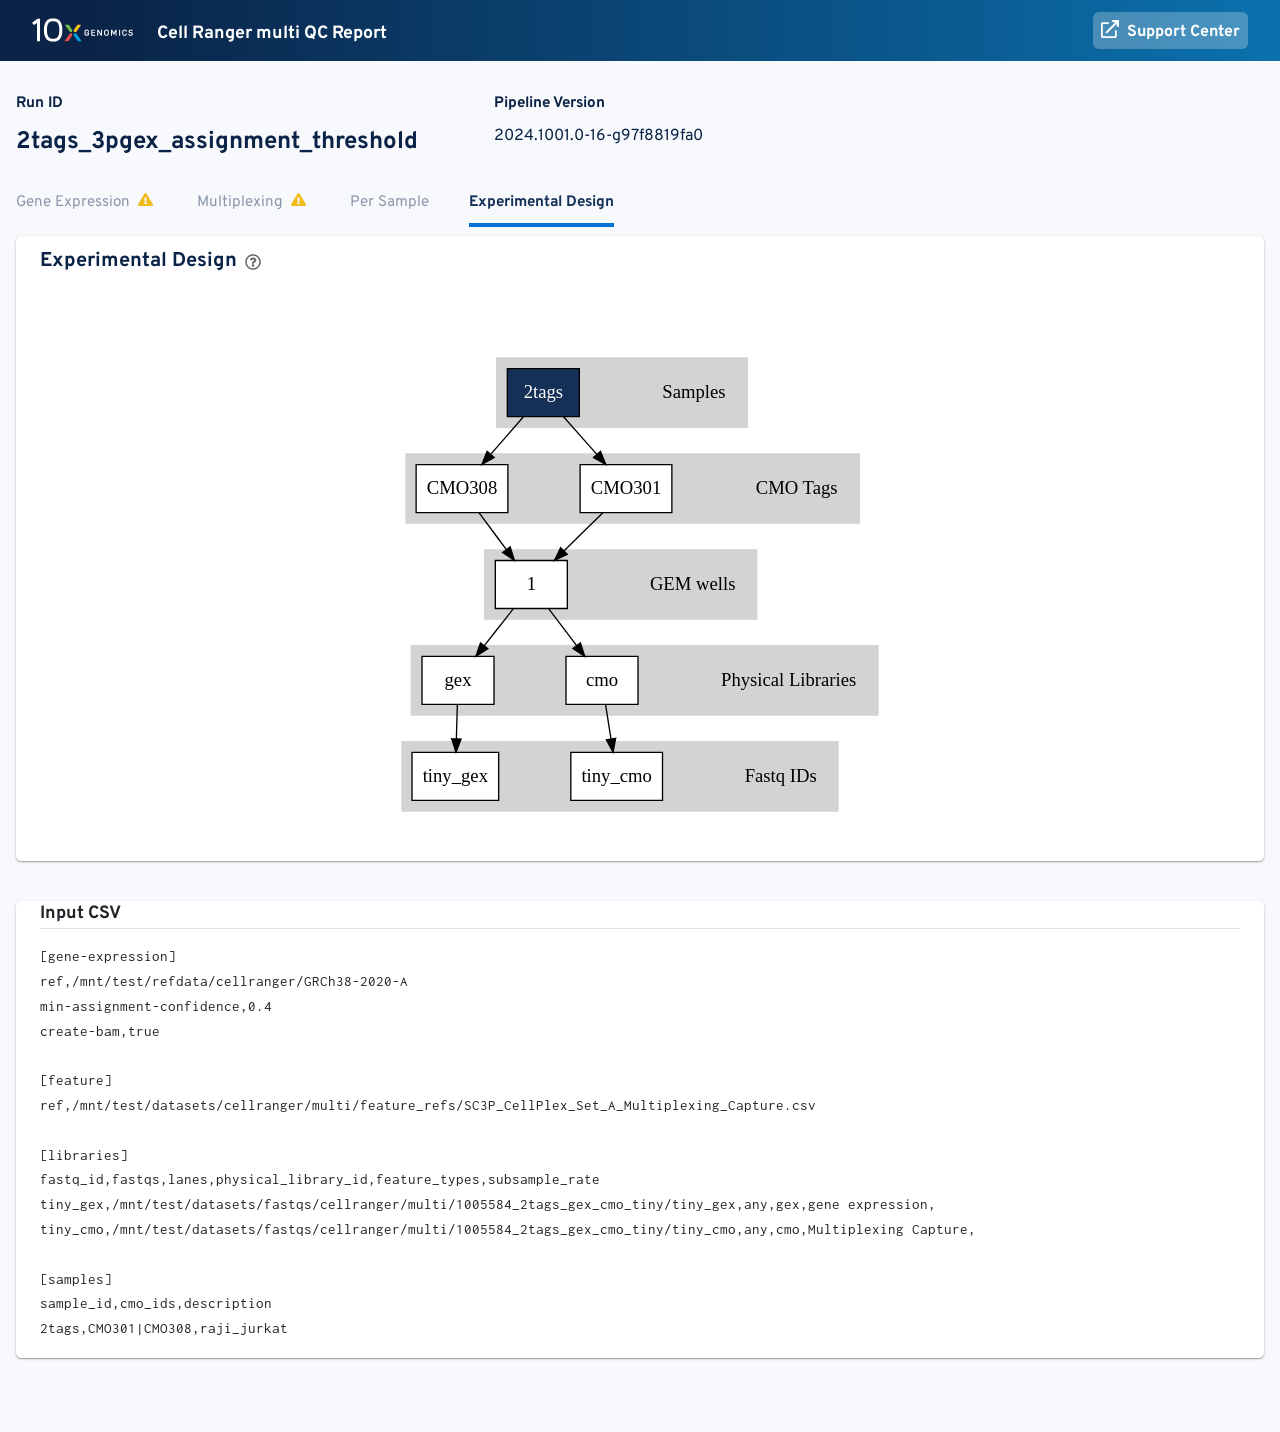 10x GENOMICS Cell Ranger multi QC Report Support Center
Run ID Pipeline Version
2tags_3pgex_assignment_threshold 2024.1001.0-16-g97f8819fa0
Gene Expression Multiplexing Per Sample Experimental Design
Experimental Design ?
2tags Samples
CMO308 CMO301 CMO Tags
1 GEM wells
gex cmo Physical Libraries
tiny_gex tiny_cmo Fastq IDs
Input CSV
[gene-expression]
ref,/mnt/test/refdata/cellranger/GRCh38-2020-A
min-assignment-confidence,0.4
create-bam,true
[feature]
ref,/mnt/test/datasets/cellranger/multi/feature_refs/SC3P_CellPlex_Set_A_Multiplexing_Capture.csv
[libraries]
fastq_id,fastqs,lanes,physical_library_id,feature_types,subsample_rate
tiny_gex,/mnt/test/datasets/fastqs/cellranger/multi/1005584_2tags_gex_cmo_tiny/tiny_gex,any,gex,gene expression,
tiny_cmo,/mnt/test/datasets/fastqs/cellranger/multi/1005584_2tags_gex_cmo_tiny/tiny_cmo,any,cmo,Multiplexing Capture,
[samples]
sample_id,cmo_ids,description
2tags,CMO301|CMO308,raji_jurkat